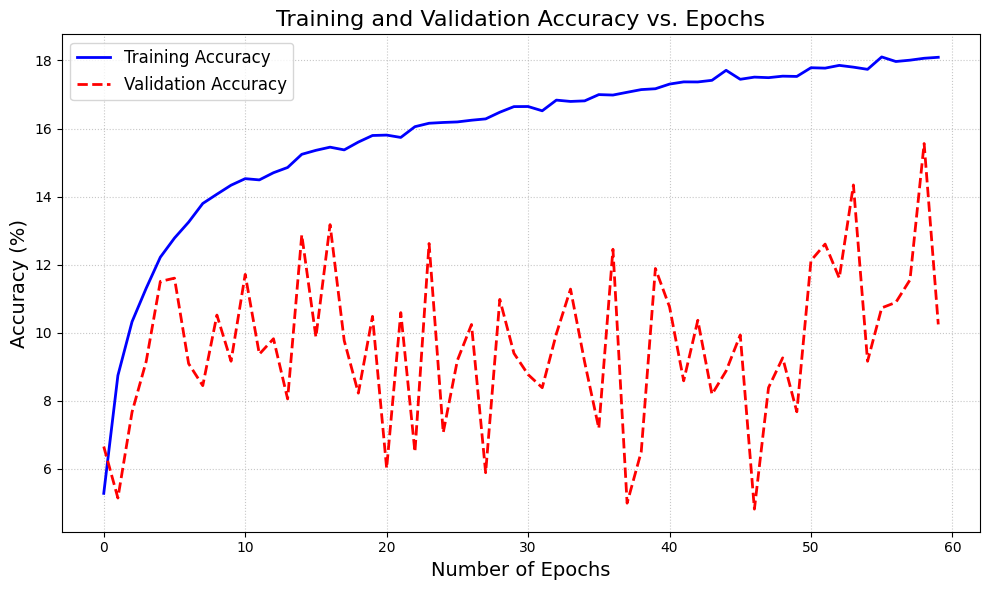 Training and Validation Accuracy vs. Epochs
Training Accuracy
Validation Accuracy
Accuracy (%)
18
16
14
12
10
8
6
0 10 20 30 40 50 60
Number of Epochs